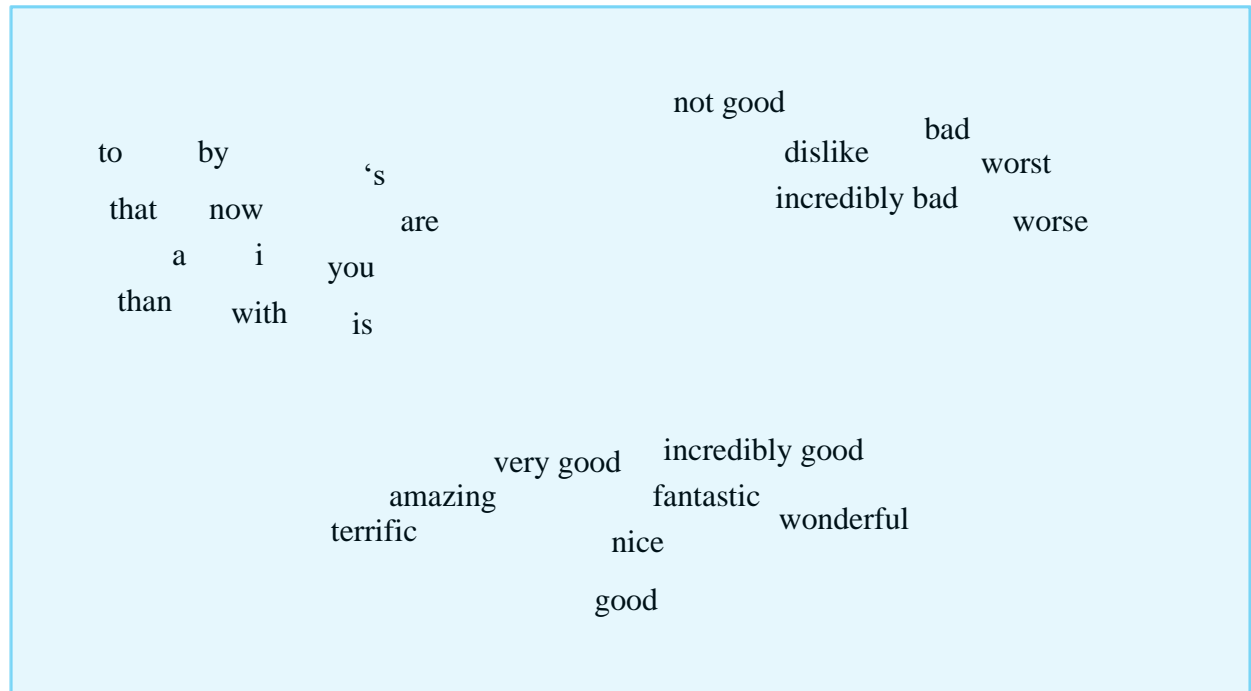 not good
bad
to by
dislike
worst
‘s
incredibly bad
that now
are
worse
a i
you
than
with
is
very good
incredibly good
amazing
fantastic
wonderful
terrific
nice
good